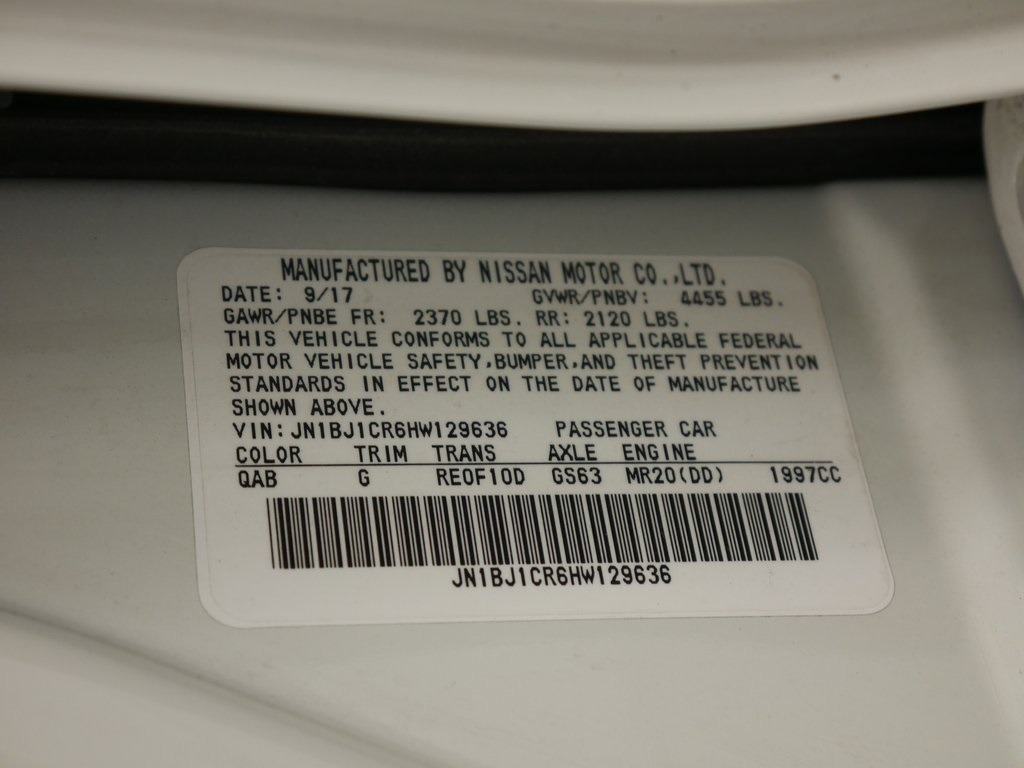 MANUFACTURED BY NISSAN MOTOR CO.,LTD.
DATE: 9/17 GVWR/PNBV: 4455 LBS.
GAWR/PNBE FR: 2370 LBS. RR: 2120 LBS.
THIS VEHICLE CONFORMS TO ALL APPLICABLE FEDERAL
MOTOR VEHICLE SAFETY,BUMPER,AND THEFT PREVENTION
STANDARDS IN EFFECT ON THE DATE OF MANUFACTURE
SHOWN ABOVE.
VIN: JN1BJ1CR6HW129636 PASSENGER CAR
COLOR TRIM TRANS AXLE ENGINE
QAB G RE0F10D GS63 MR20(DD) 1997CC
JN1BJ1CR6HW129636